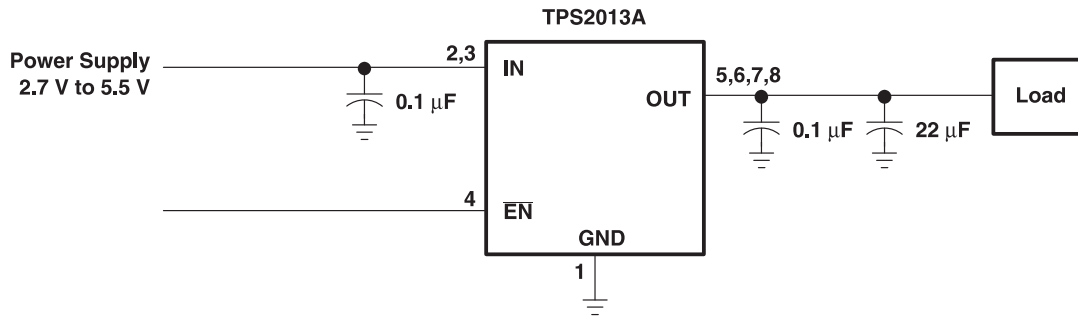 TPS2013A
Power Supply
2.7 V to 5.5 V
2,3
IN
0.1 μF
5,6,7,8
OUT
Load
0.1 μF
22 μF
4
E̅N̅
GND
1